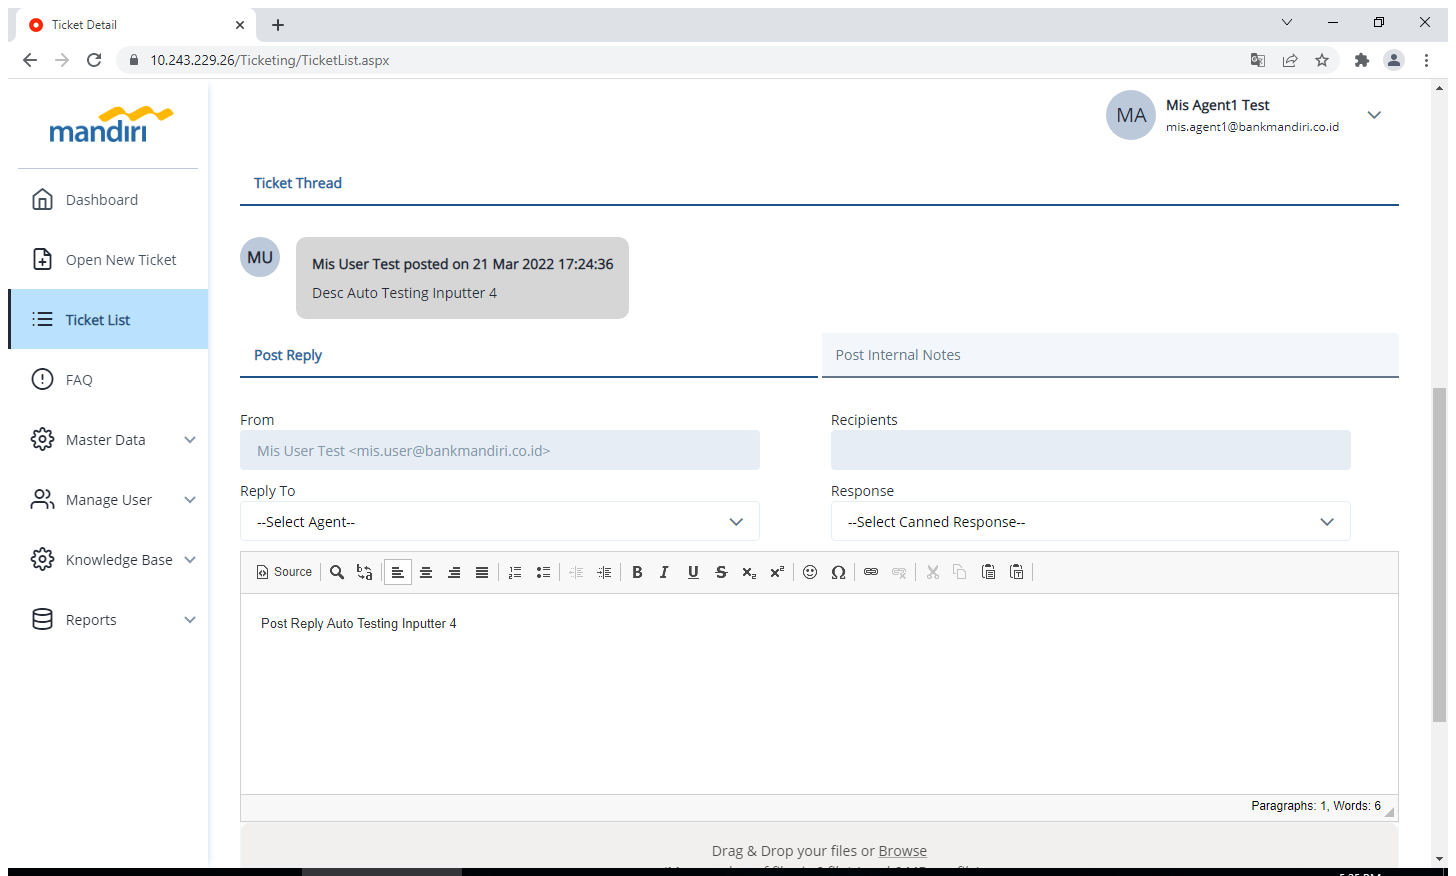 Ticket Detail
10.243.229.26/Ticketing/TicketList.aspx
mandiri
MA
Mis Agent1 Test
mis.agent1@bankmandiri.co.id
Dashboard
Open New Ticket
Ticket List
FAQ
Master Data
Manage User
Knowledge Base
Reports
Ticket Thread
MU
Mis User Test posted on 21 Mar 2022 17:24:36
Desc Auto Testing Inputter 4
Post Reply
Post Internal Notes
From
Recipients
Mis User Test <mis.user@bankmandiri.co.id>
Reply To
Response
--Select Agent--
--Select Canned Response--
Source
Post Reply Auto Testing Inputter 4
Paragraphs: 1, Words: 6
Drag & Drop your files or Browse